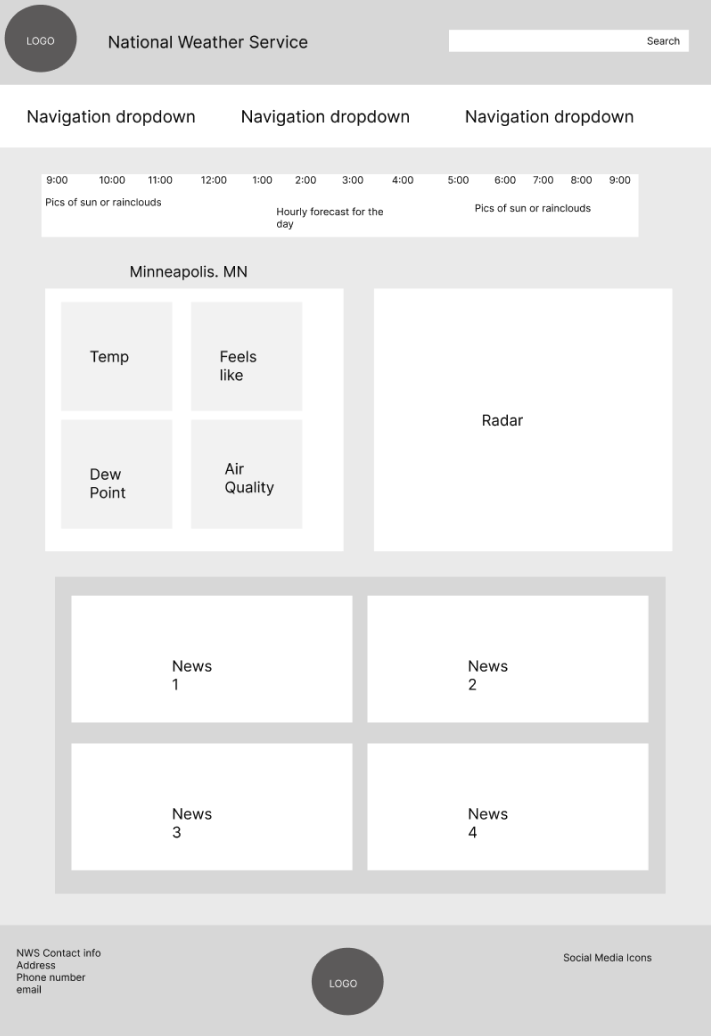 LOGO
National Weather Service
Search
Navigation dropdown
Navigation dropdown
Navigation dropdown
9:00 10:00 11:00 12:00 1:00 2:00 3:00 4:00 5:00 6:00 7:00 8:00 9:00
Pics of sun or rainclouds
Hourly forecast for the
day
Pics of sun or rainclouds
Minneapolis. MN
Temp
Feels
like
Dew
Point
Air
Quality
Radar
News
1
News
2
News
3
News
4
NWS Contact info
Address
Phone number
email
LOGO
Social Media Icons